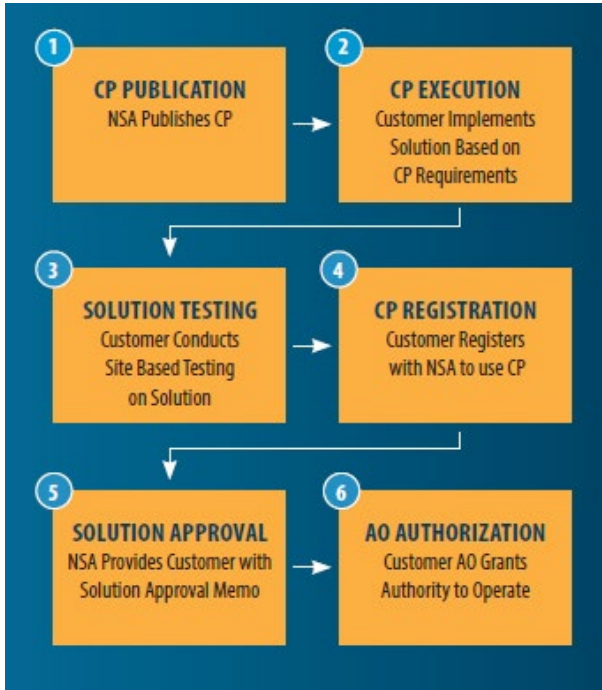 1
CP PUBLICATION
NSA Publishes CP
2
CP EXECUTION
Customer Implements
Solution Based on
CP Requirements
3
SOLUTION TESTING
Customer Conducts
Site Based Testing
on Solution
4
CP REGISTRATION
Customer Registers
with NSA to use CP
5
SOLUTION APPROVAL
NSA Provides Customer with
Solution Approval Memo
6
AO AUTHORIZATION
Customer AO Grants
Authority to Operate